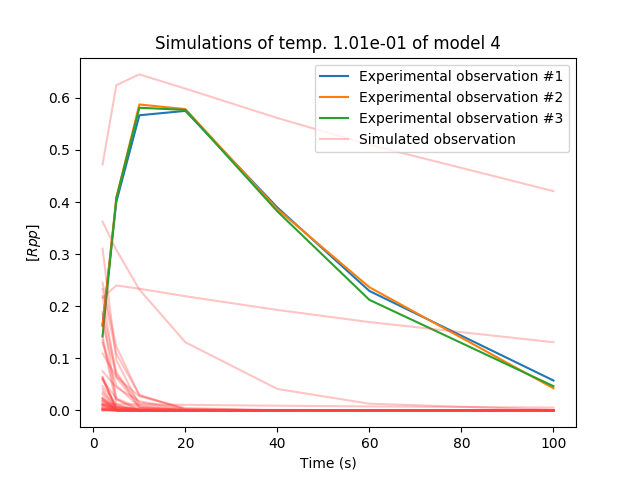 Simulations of temp. 1.01e-01 of model 4
Experimental observation #1
Experimental observation #2
Experimental observation #3
Simulated observation
[Rpp]
0.6
0.5
0.4
0.3
0.2
0.1
0.0
0 20 40 60 80 100
Time (s)